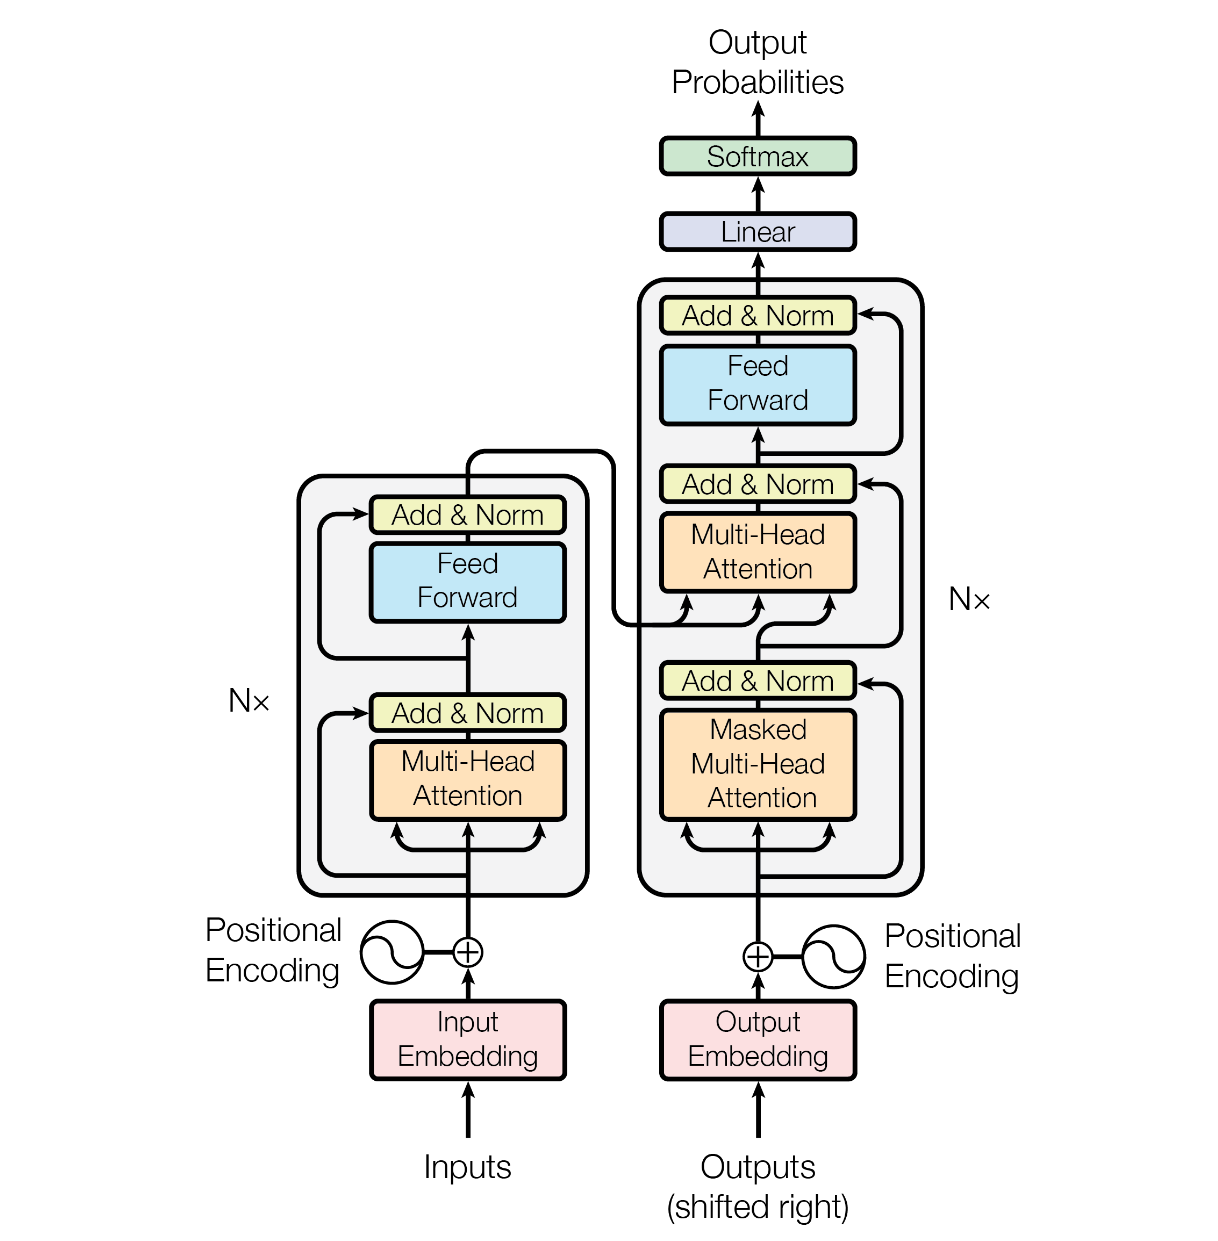 Output
Probabilities
Softmax
Linear
Add & Norm
Feed
Forward
Add & Norm
Multi-Head
Attention
N×
Add & Norm
Masked
Multi-Head
Attention
Add & Norm
Feed
Forward
N×
Add & Norm
Multi-Head
Attention
Positional
Encoding
Positional
Encoding
Input
Embedding
Output
Embedding
Inputs
Outputs
(shifted right)